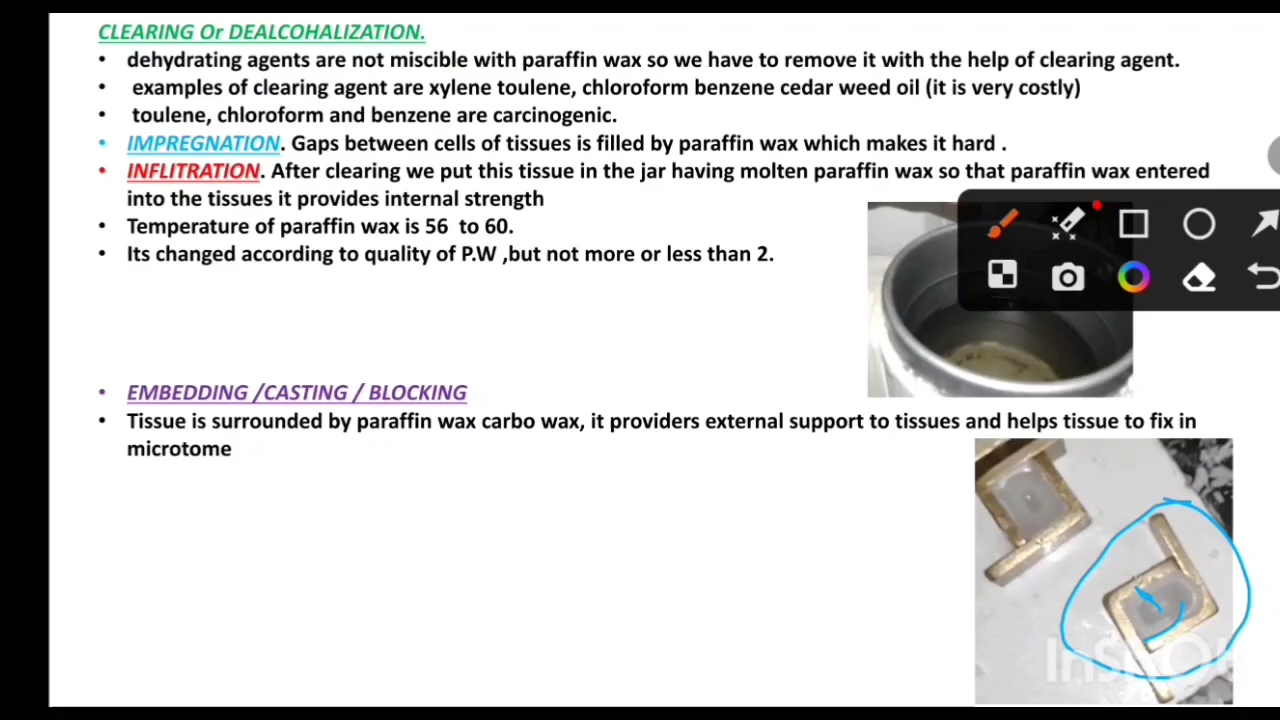 CLEARING Or DEALCOHALIZATION.
• dehydrating agents are not miscible with paraffin wax so we have to remove it with the help of clearing agent.
• examples of clearing agent are xylene toulene, chloroform benzene cedar weed oil (it is very costly)
• toulene, chloroform and benzene are carcinogenic.
• IMPREGNATION. Gaps between cells of tissues is filled by paraffin wax which makes it hard .
• INFLITRATION. After clearing we put this tissue in the jar having molten paraffin wax so that paraffin wax entered
into the tissues it provides internal strength
• Temperature of paraffin wax is 56 to 60.
• Its changed according to quality of P.W ,but not more or less than 2.
• EMBEDDING /CASTING / BLOCKING
• Tissue is surrounded by paraffin wax carbo wax, it providers external support to tissues and helps tissue to fix in
microtome